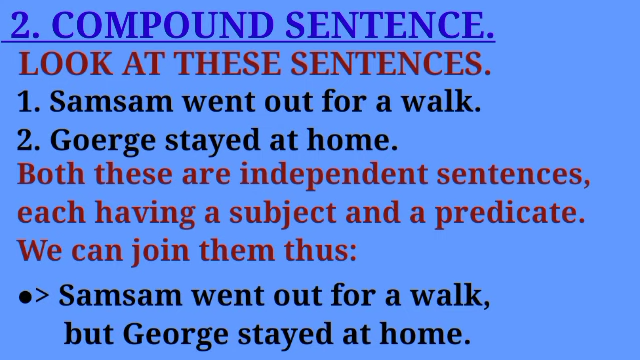 2. COMPOUND SENTENCE.
LOOK AT THESE SENTENCES.
1. Samsam went out for a walk.
2. Goerge stayed at home.
Both these are independent sentences,
each having a subject and a predicate.
We can join them thus:
●> Samsam went out for a walk,
but George stayed at home.